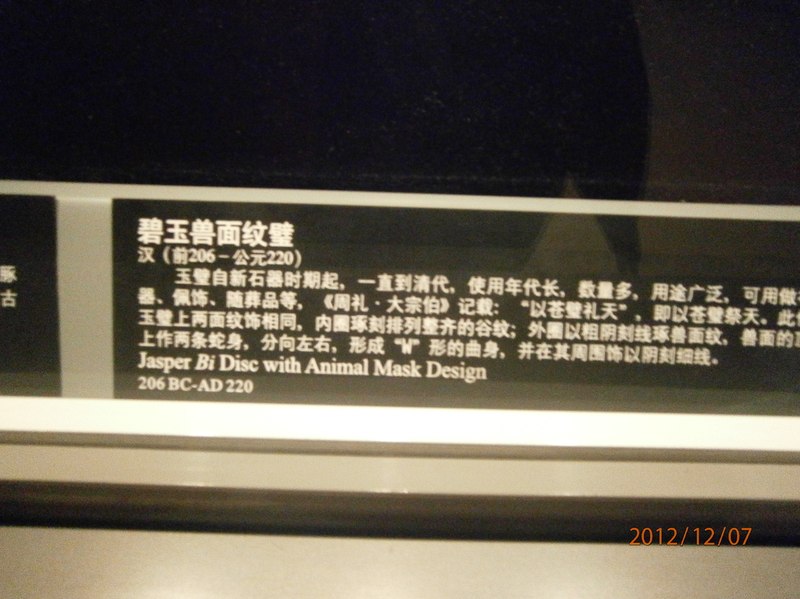 碧玉兽面纹璧
汉（前206－公元220）
玉璧自新石器时期起，一直到清代，使用年代长，数量多，用途广泛，可用做
器、佩饰、随葬品等，《周礼·大宗伯》记载：“以苍璧礼天”，即以苍璧祭天。此
玉璧上两面纹饰相同，内圈琢刻排列整齐的谷纹；外圈以粗阴刻线琢兽面纹，兽面的
上作两条蛇身，分向左右，形成“W”形的曲身，并在其周围饰以阴刻细线。
Jasper Bi Disc with Animal Mask Design
206 BC-AD 220
琢
古
2012/12/07